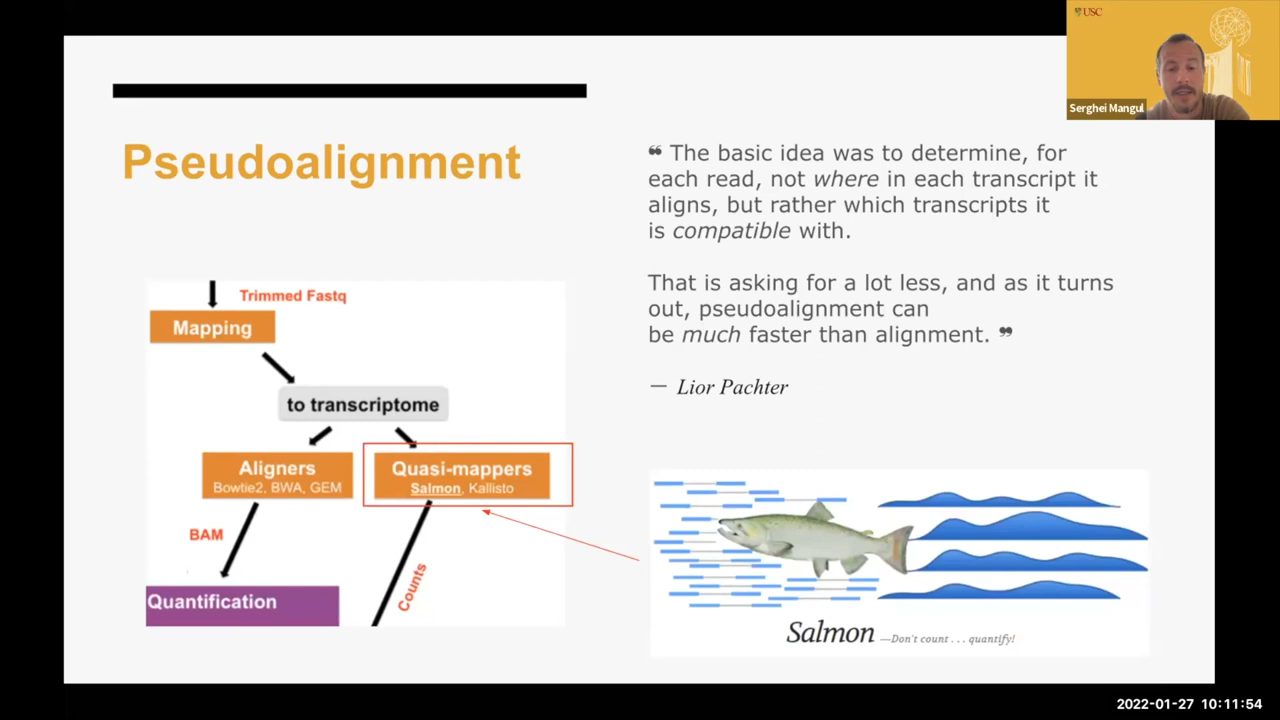 USC
Serghei Mangul
Pseudoalignment
❝ The basic idea was to determine, for
each read, not where in each transcript it
aligns, but rather which transcripts it
is compatible with.
That is asking for a lot less, and as it turns
out, pseudoalignment can
be much faster than alignment. ❞
— Lior Pachter
Trimmed Fastq
Mapping
to transcriptome
Aligners
Bowtie2, BWA, GEM
Quasi-mappers
Salmon, Kallisto
BAM
Counts
Quantification
Salmon —Don't count . . . quantify!
2022-01-27 10:11:54